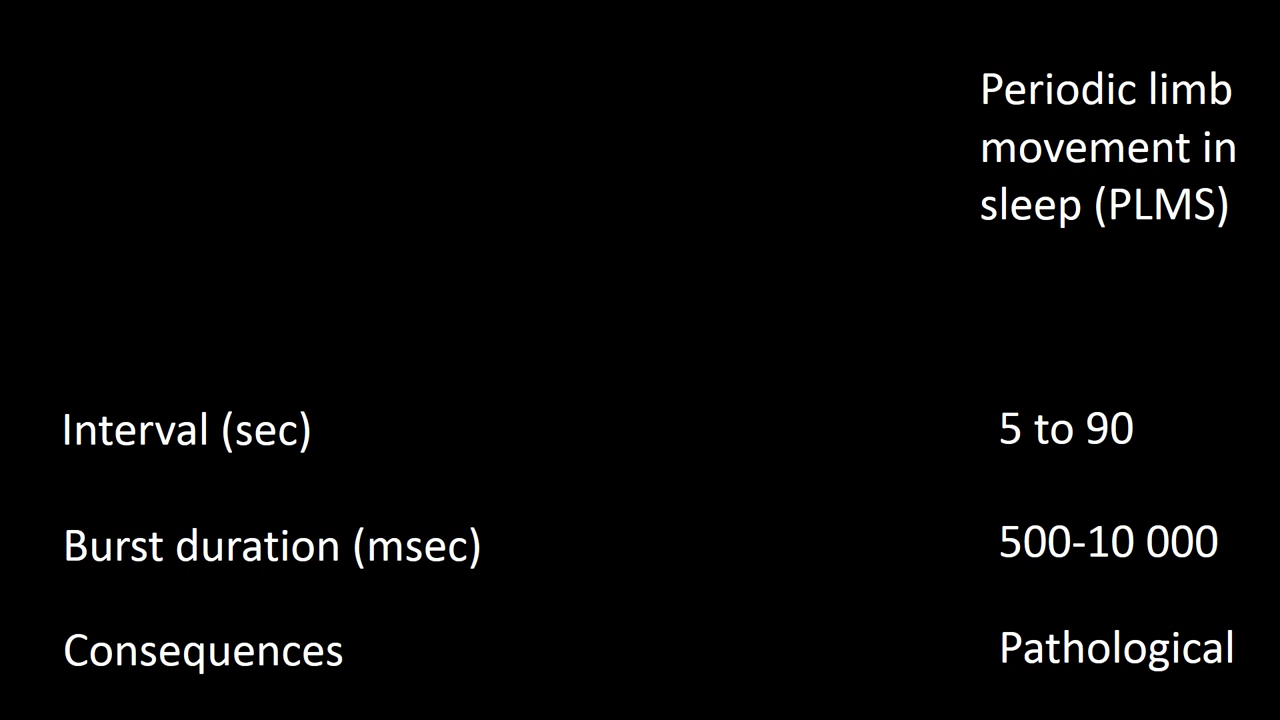 Periodic limb
movement in
sleep (PLMS)
Interval (sec) 5 to 90
Burst duration (msec) 500-10 000
Consequences Pathological